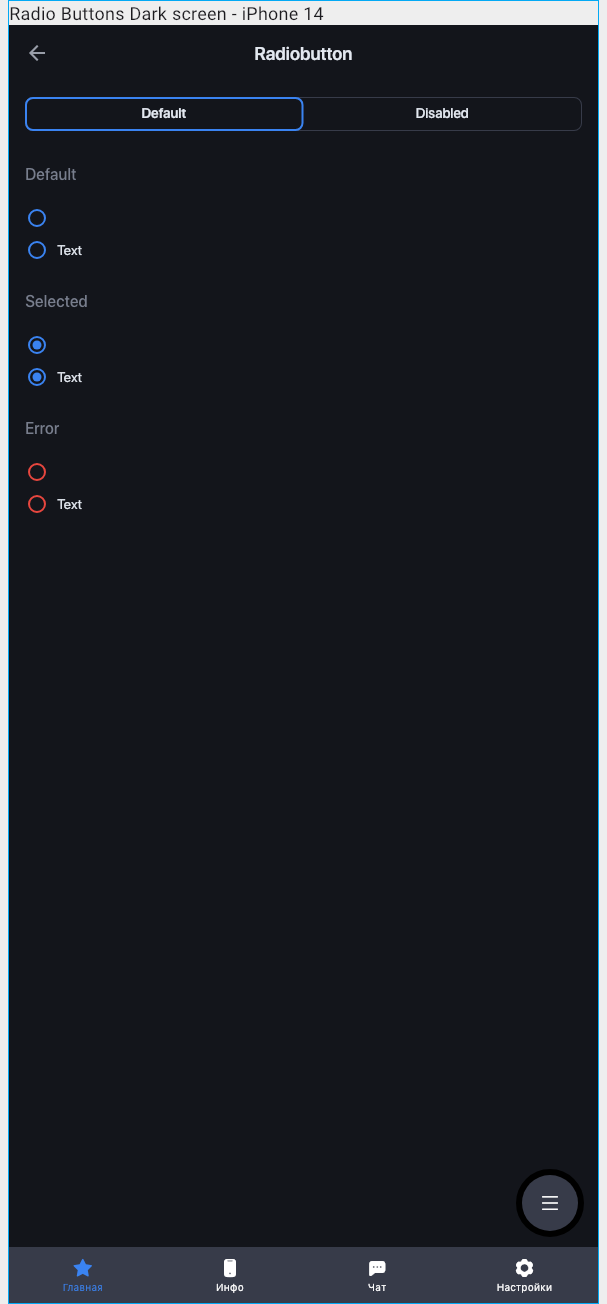 Radio Buttons Dark screen - iPhone 14
Radiobutton
Default Disabled
Default
Text
Selected
Text
Error
Text
Главная Инфо Чат Настройки